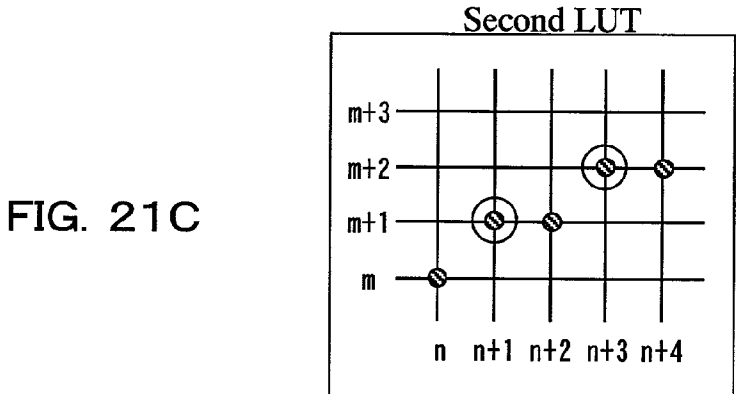 Second LUT
m+3
m+2
FIG. 21C
m+1
m
n n+1 n+2 n+3 n+4